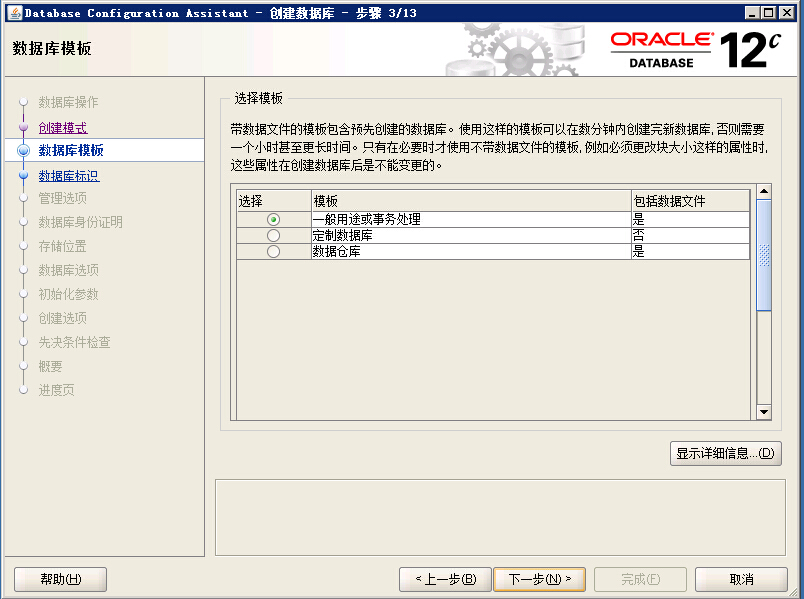 Database Configuration Assistant - 创建数据库 - 步骤 3/13
数据库模板
ORACLE
DATABASE
12c
数据库操作
创建模式
数据库模板
数据库标识
管理选项
数据库身份证明
存储位置
数据库选项
初始化参数
创建选项
先决条件检查
概要
进度页
选择模板
带数据文件的模板包含预先创建的数据库。使用这样的模板可以在数分钟内创建完新数据库,否则需要
一个小时甚至更长时间。只有在必要时才使用不带数据文件的模板,例如必须更改块大小这样的属性时,
这些属性在创建数据库后是不能变更的。
选择 模板 包括数据文件
一般用途或事务处理 是
定制数据库 否
数据仓库 是
显示详细信息...(D)
帮助(H) < 上一步(B) 下一步(N) > 完成(F) 取消